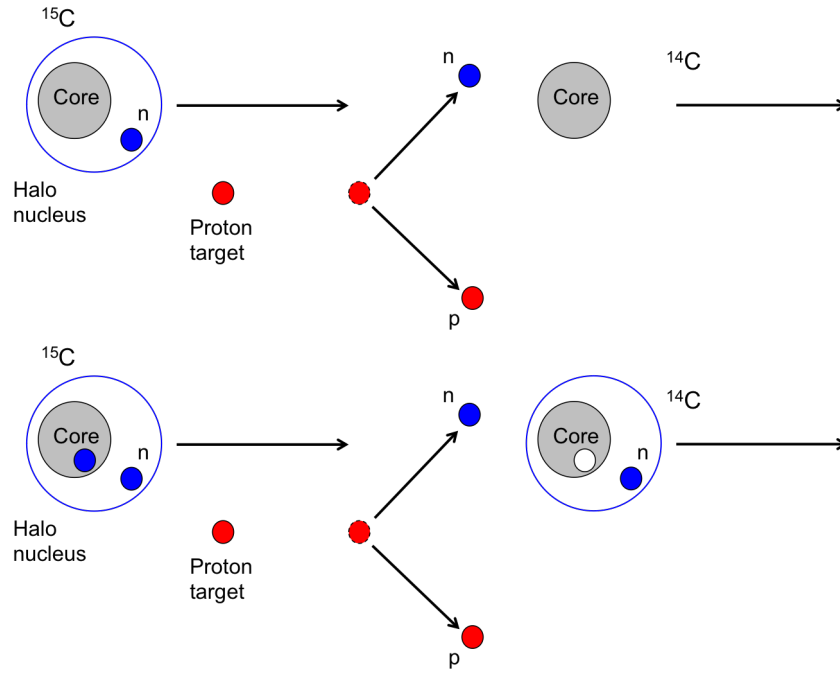 ¹⁵C
Core
n
Halo
nucleus
Proton
target
n
p
Core
¹⁴C
¹⁵C
Core
n
Halo
nucleus
Proton
target
n
p
Core
n
¹⁴C